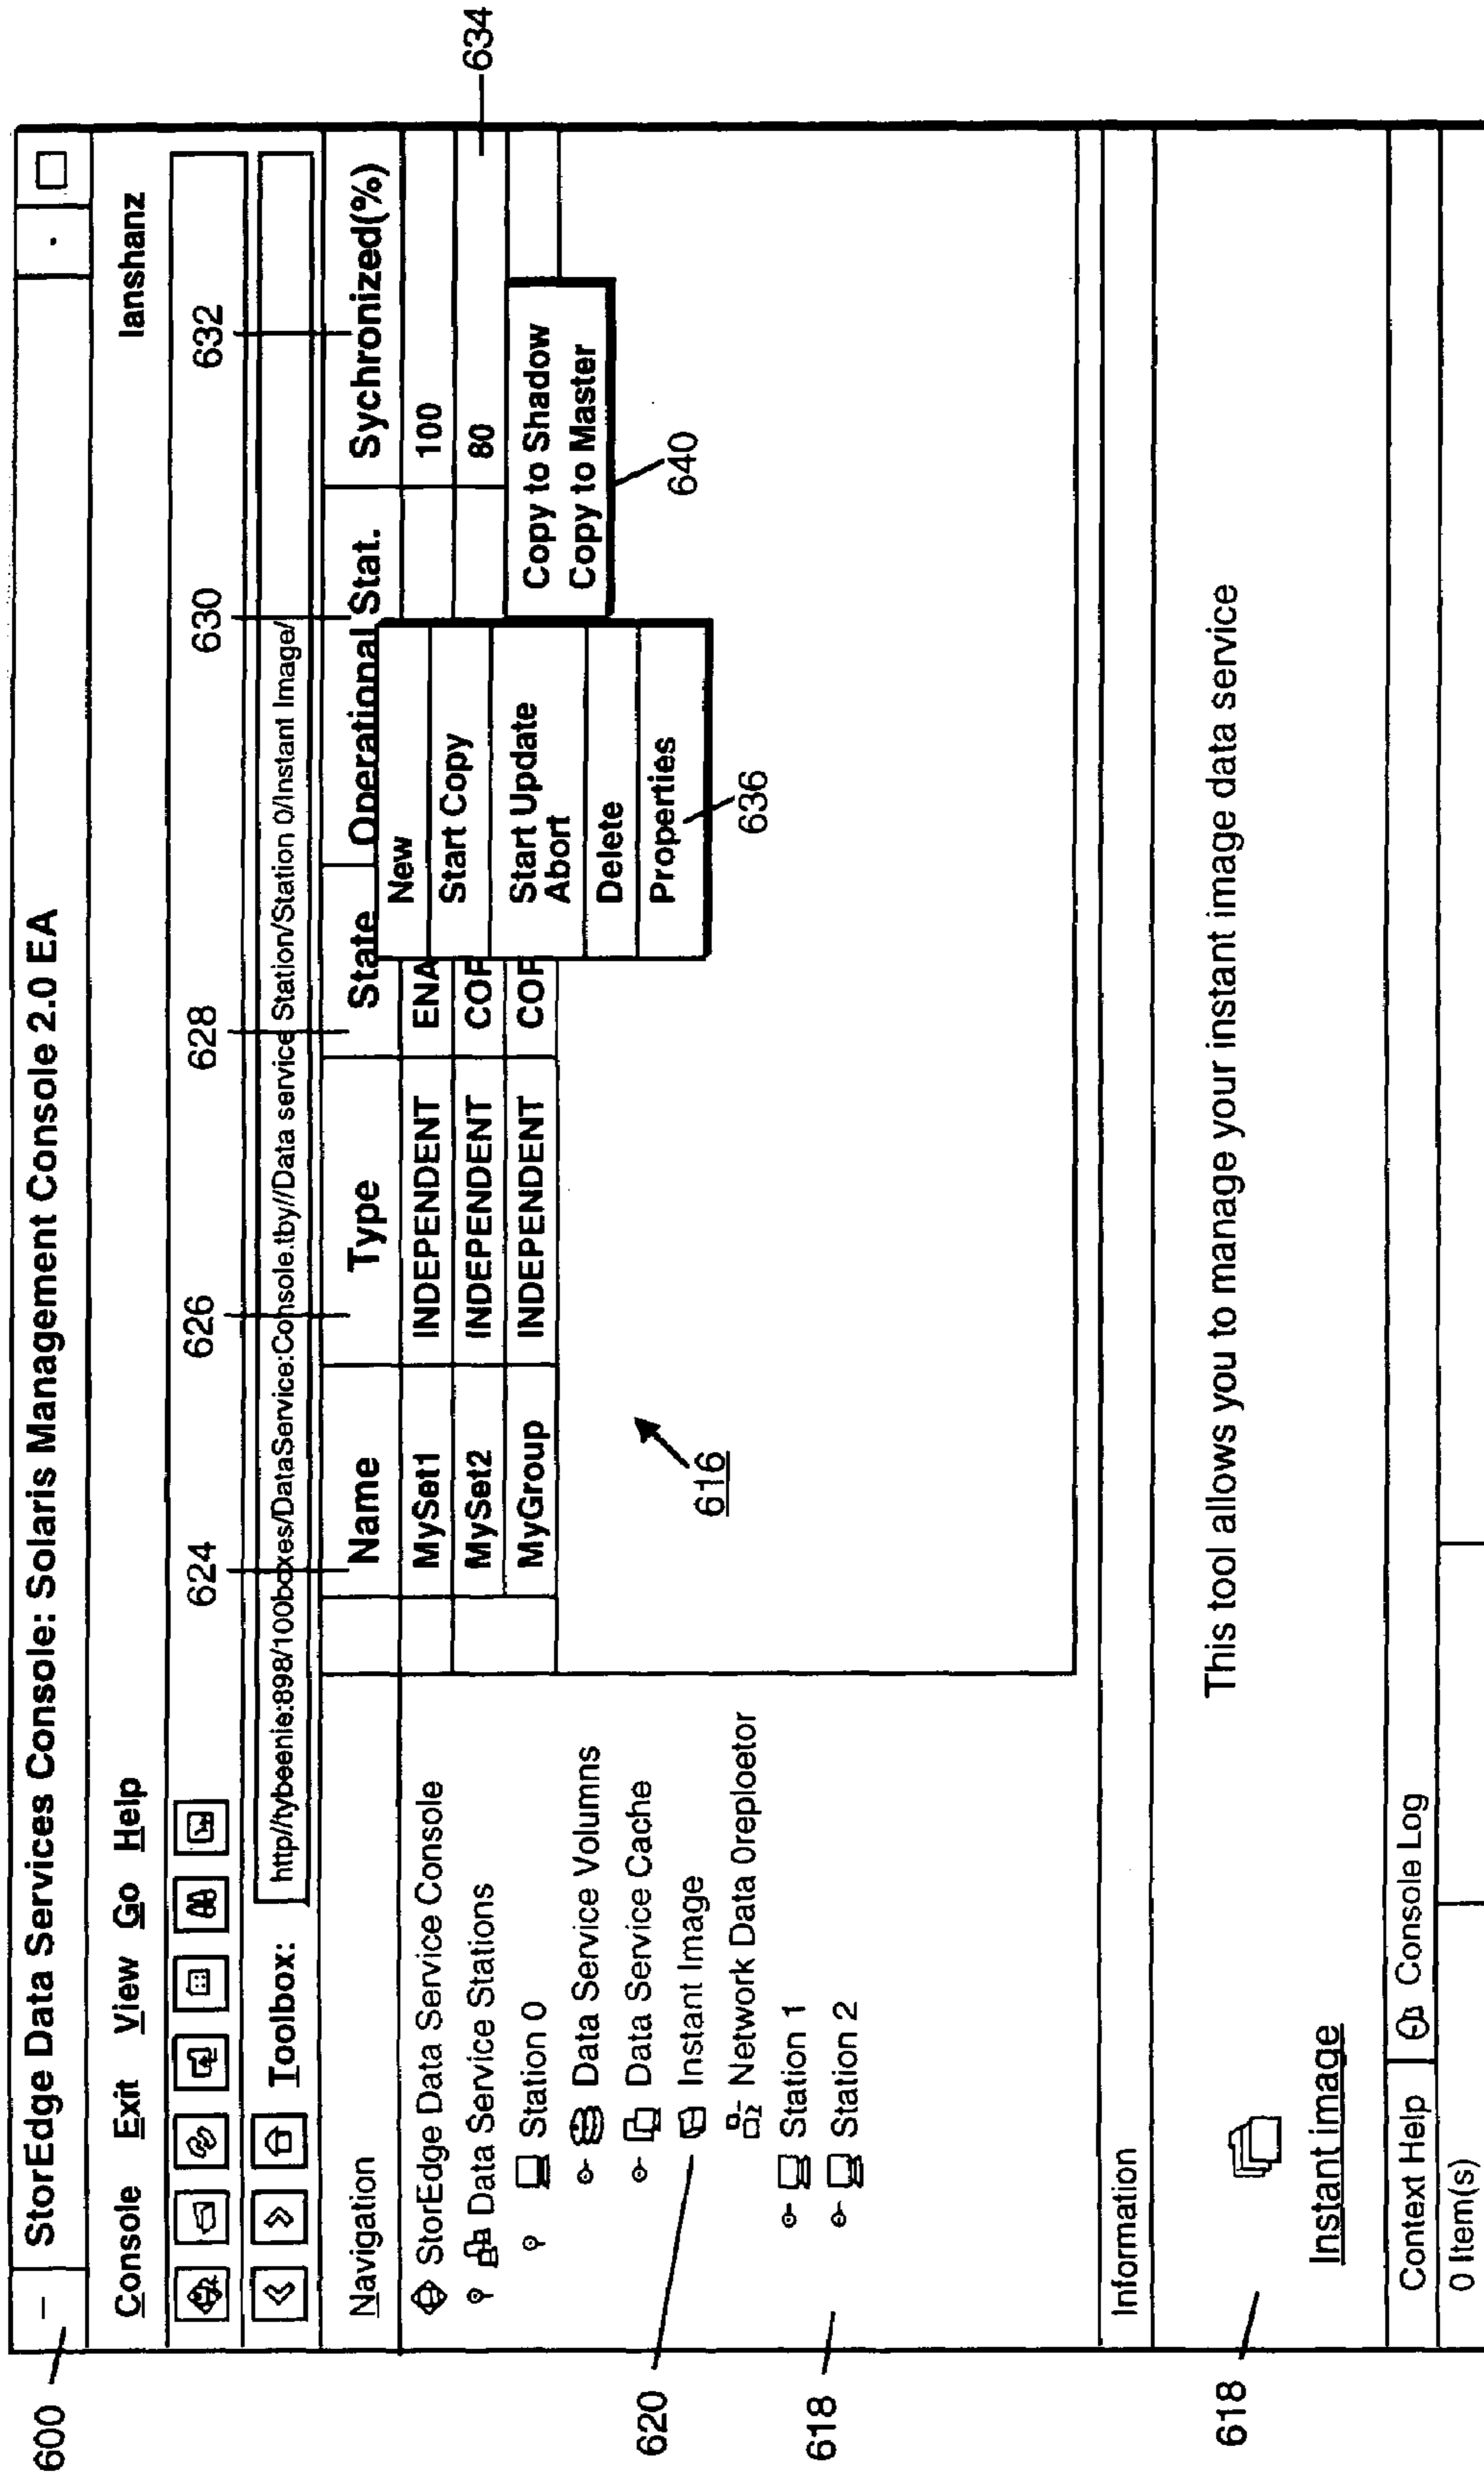 StorEdge Data Services Console: Solaris Management Console 2.0 EA
600
Console Exit View Go Help
lanshanz
624
626
628
630
632
Toolbox:
http//tybeenie:898/100boxes/DataService:Console.tby//Data service Station/Station 0/Instant Image/
Navigation
Name Type State Operational Stat. Sychronized(%)
StorEdge Data Service Console
MySet1 INDEPENDENT ENA 100
Data Service Stations
MySet2 INDEPENDENT COP 80
634
Station 0
MyGroup INDEPENDENT COP
New
Start Copy
Start Update
Abort
Delete
Properties
636
Copy to Shadow
Copy to Master
640
616
Data Service Volumes
Data Service Cache
Instant Image
620
Network Data 0reploetor
Station 1
Station 2
618
Information
This tool allows you to manage your instant image data service
618
Instant image
Context Help Console Log
0 Item(s)